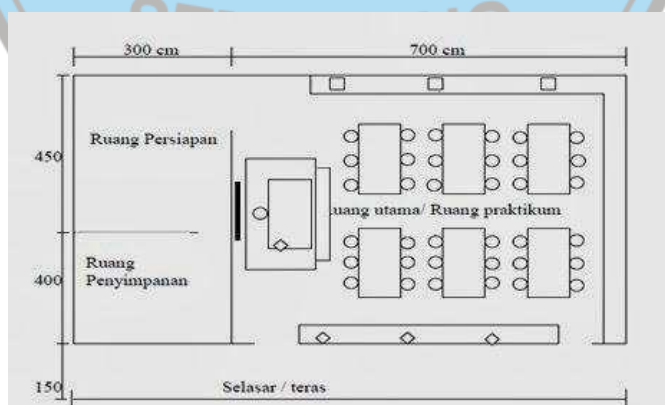 300 cm
700 cm
450
Ruang Persiapan
uang utama/ Ruang praktikum
Ruang
Penyimpanan
400
150
Selasar / teras